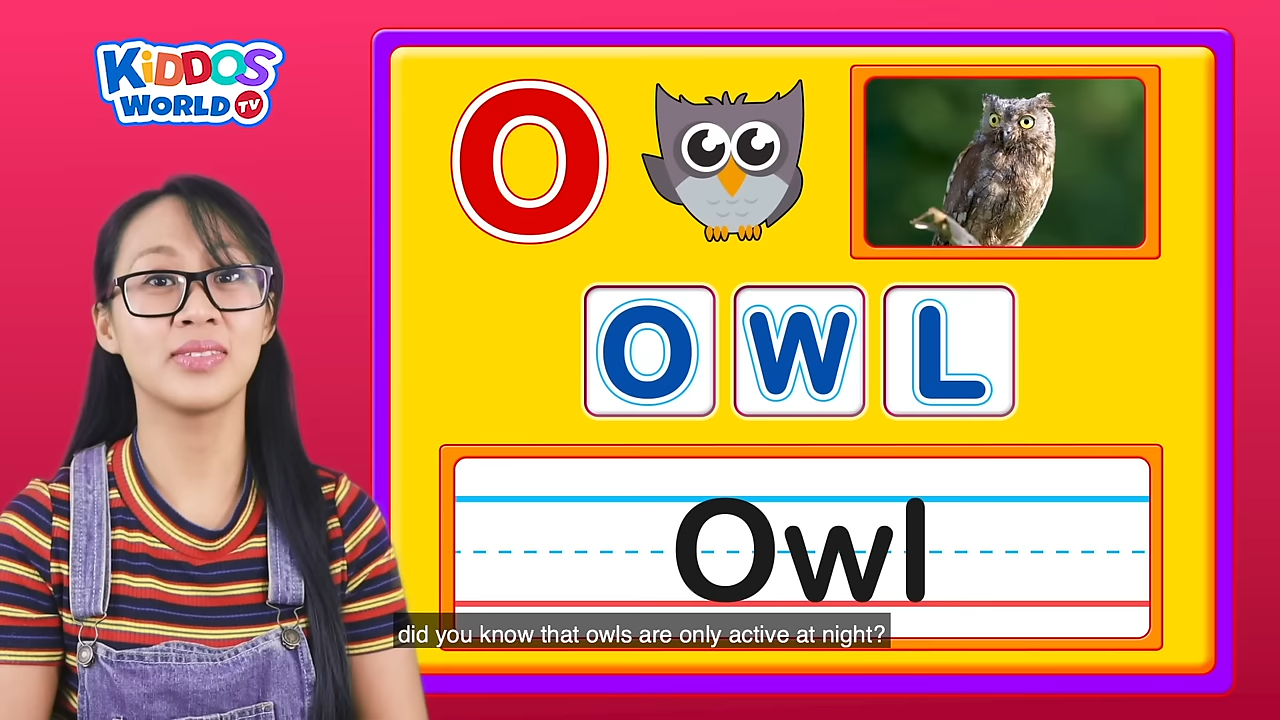 KiDDOS
WORLD TV
O
O W L
Owl
did you know that owls are only active at night?